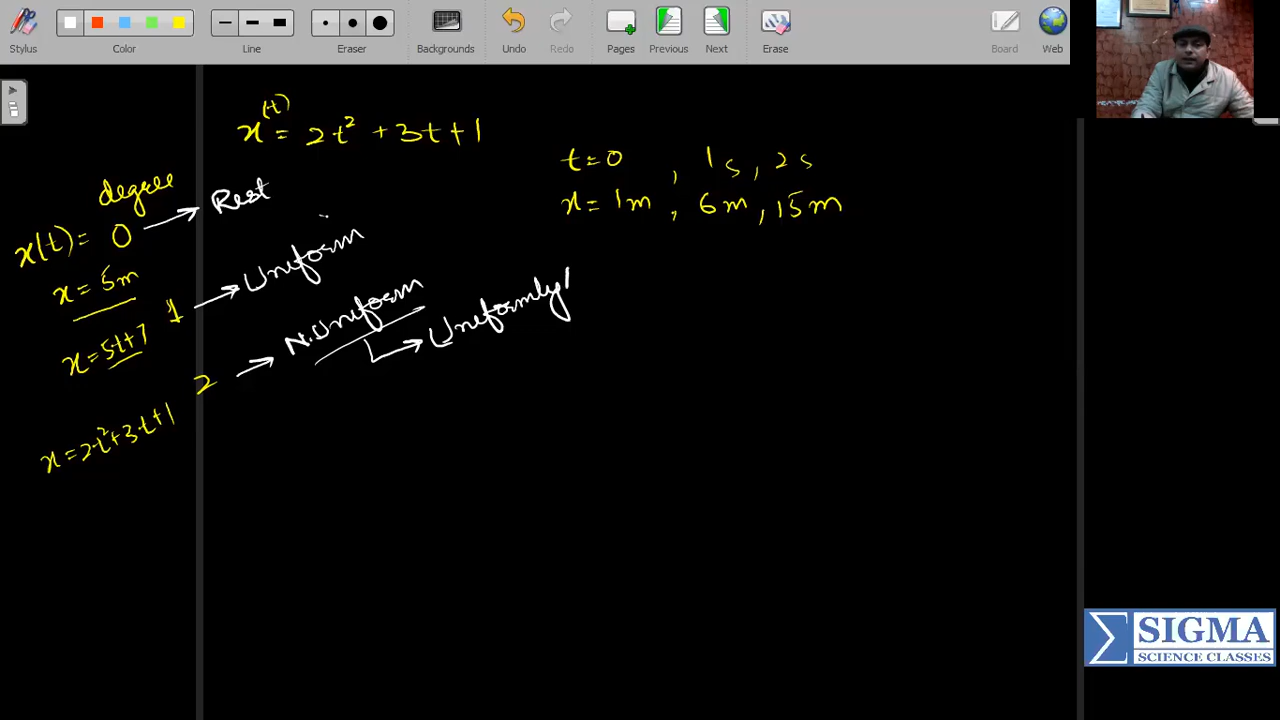 Stylus Color Line Eraser Backgrounds Undo Redo Pages Previous Next Erase Board Web
x(t) = 2t² + 3t + 1
t = 0 , 1s , 2s
x = 1m , 6m , 15m
degree
x(t) = 0 → Rest
x = 5m
1 → Uniform
x = 5t+7
2 → N.Uniform
→ Uniformly
x = 2t²+3t+1
Σ SIGMA
SCIENCE CLASSES